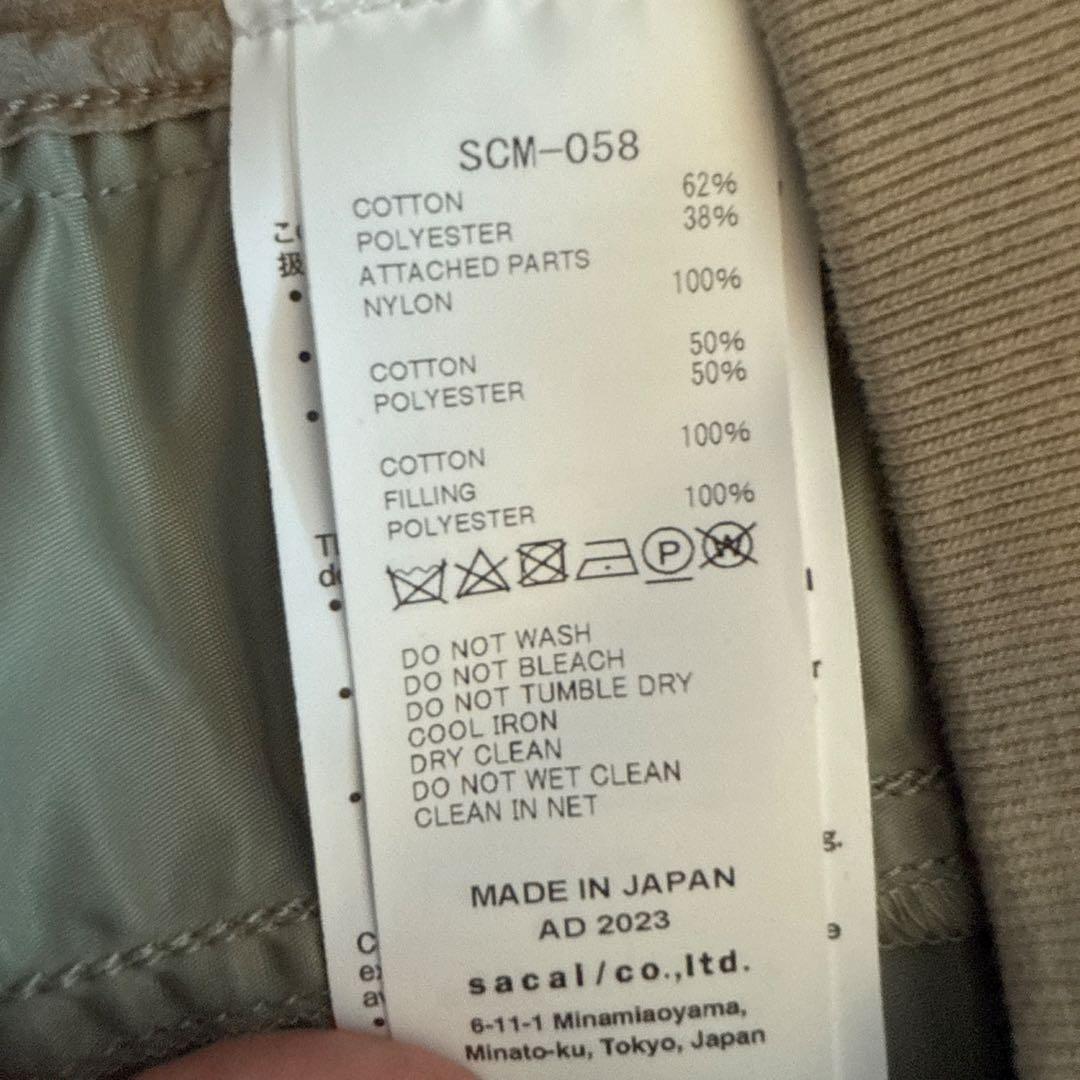 SCM-058
COTTON 62%
POLYESTER 38%
ATTACHED PARTS
NYLON 100%
COTTON 50%
POLYESTER 50%
COTTON 100%
FILLING
POLYESTER 100%
P W
DO NOT WASH
DO NOT BLEACH
DO NOT TUMBLE DRY
COOL IRON
DRY CLEAN
DO NOT WET CLEAN
CLEAN IN NET
MADE IN JAPAN
AD 2023
sacai/co.,ltd.
6-11-1 Minamiaoyama,
Minato-ku, Tokyo, Japan